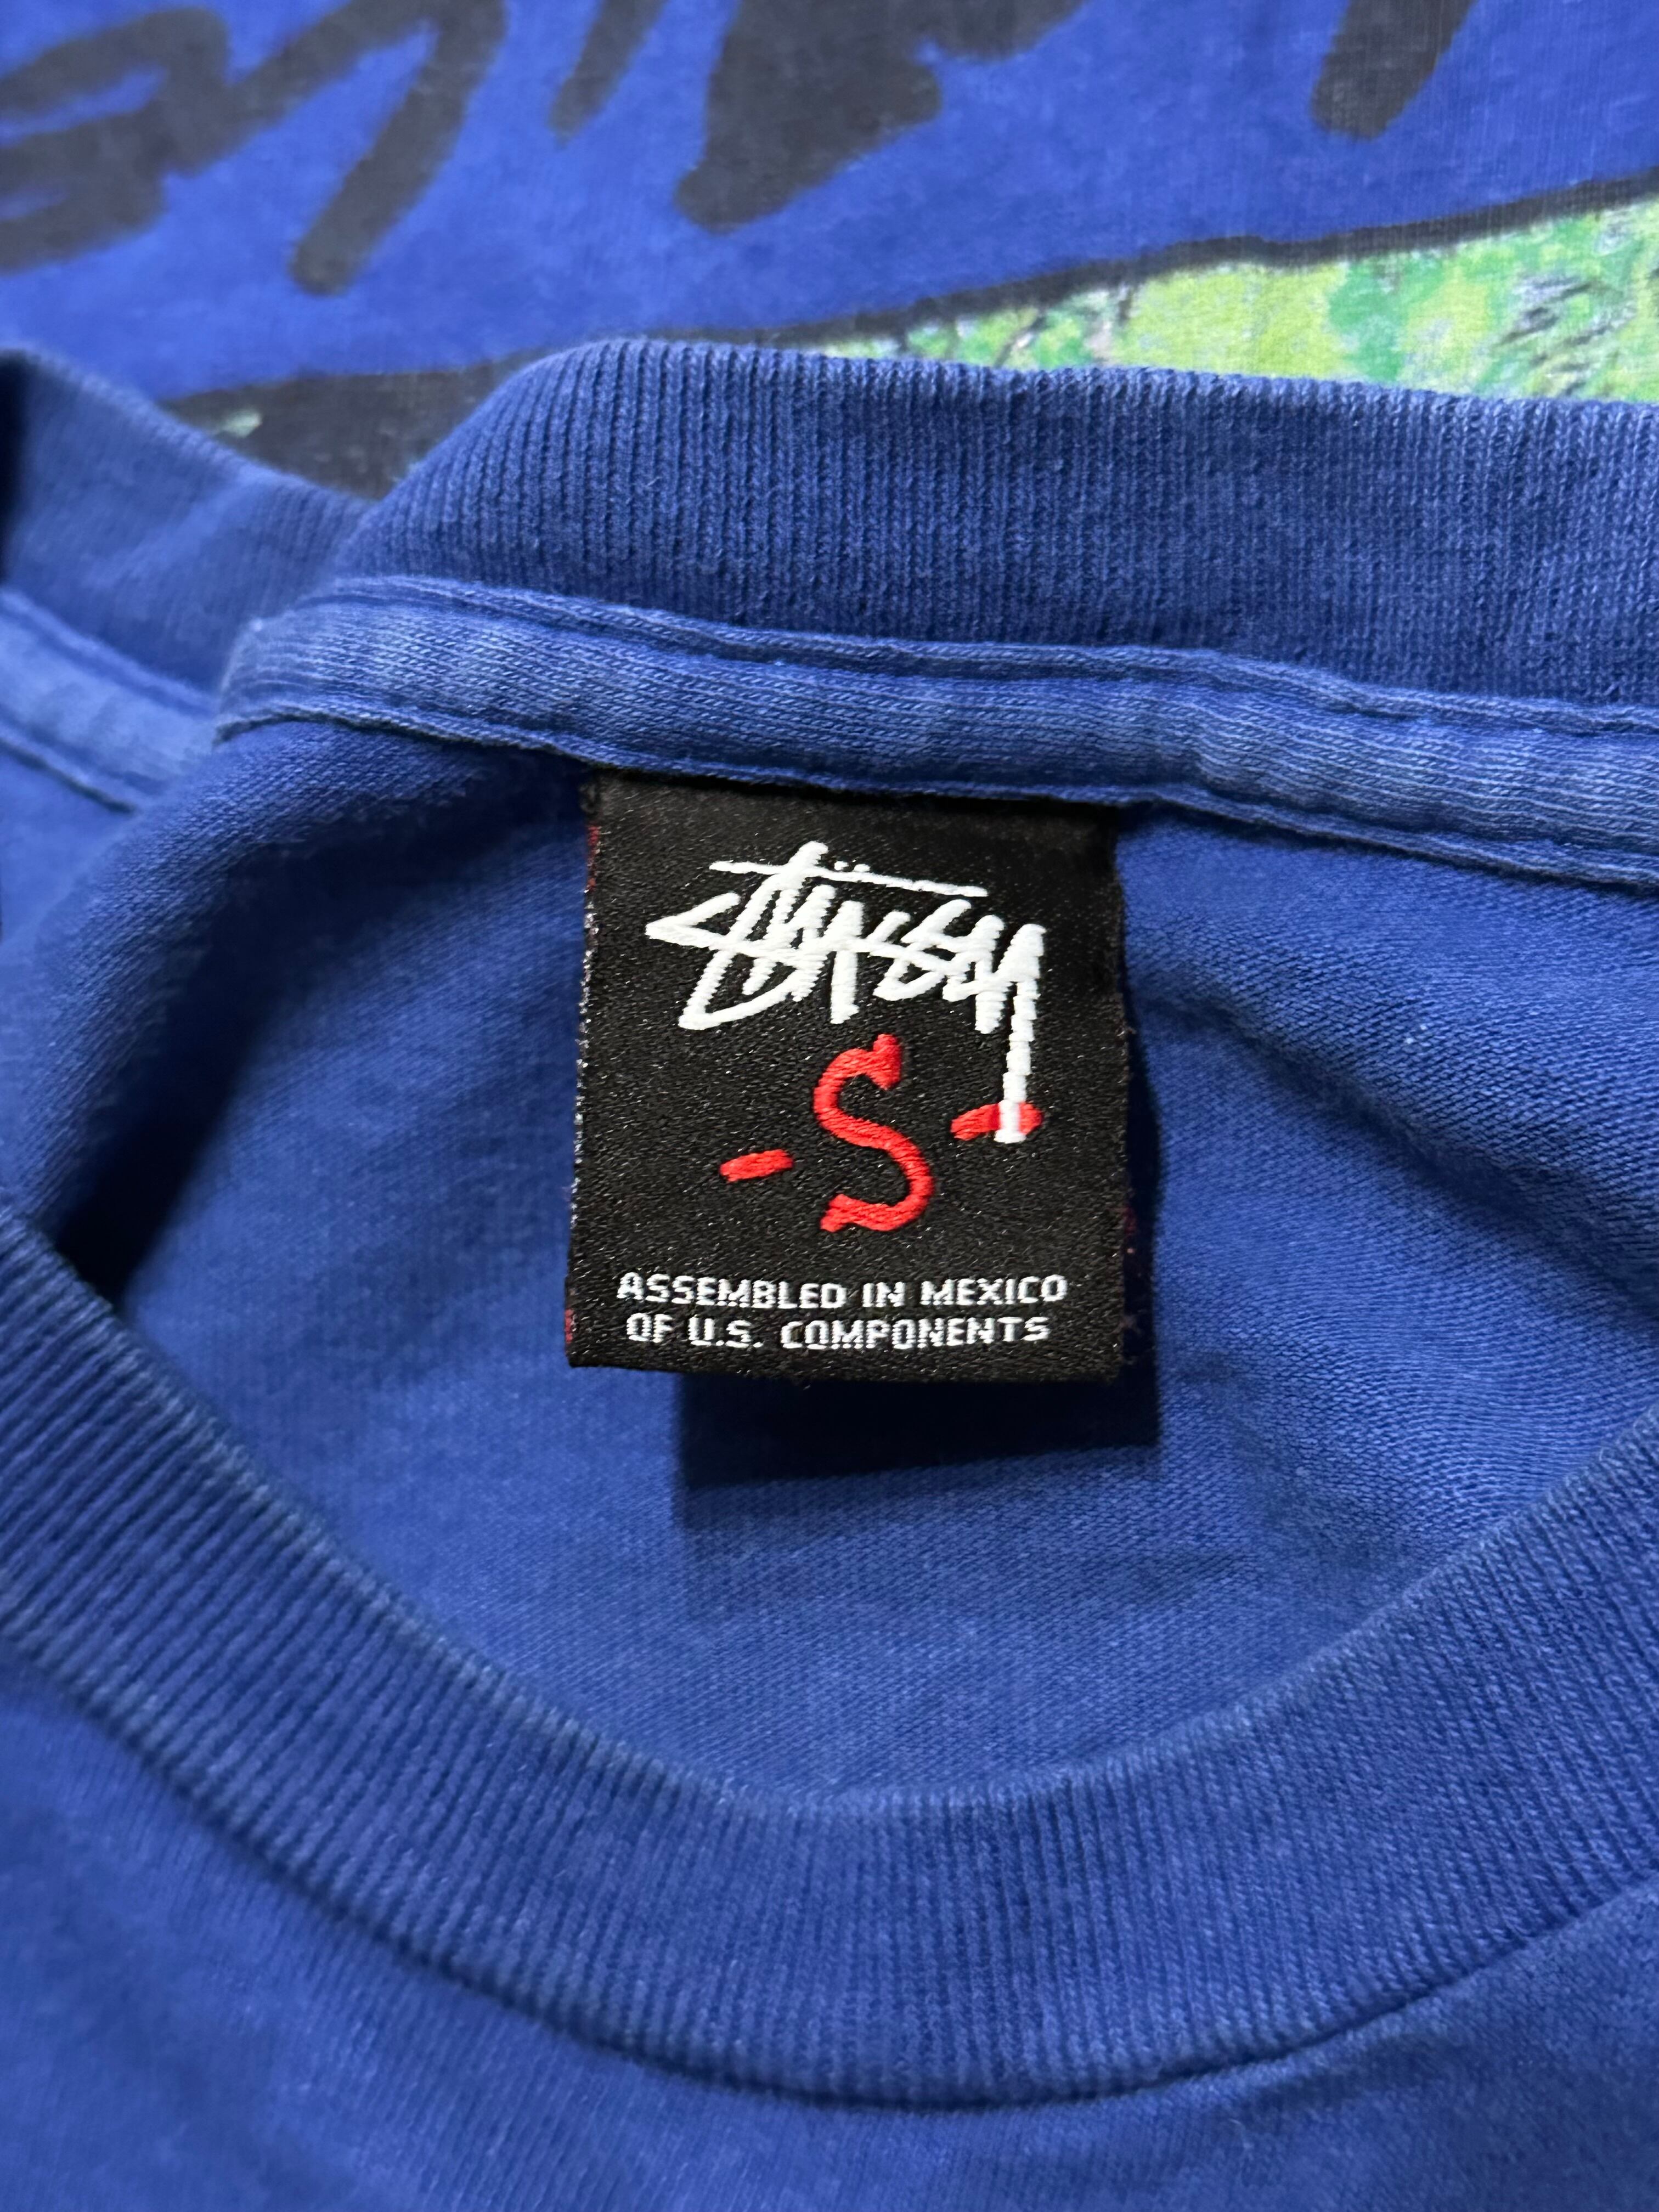 Stüssy
-S-
ASSEMBLED IN MEXICO
OF U.S. COMPONENTS